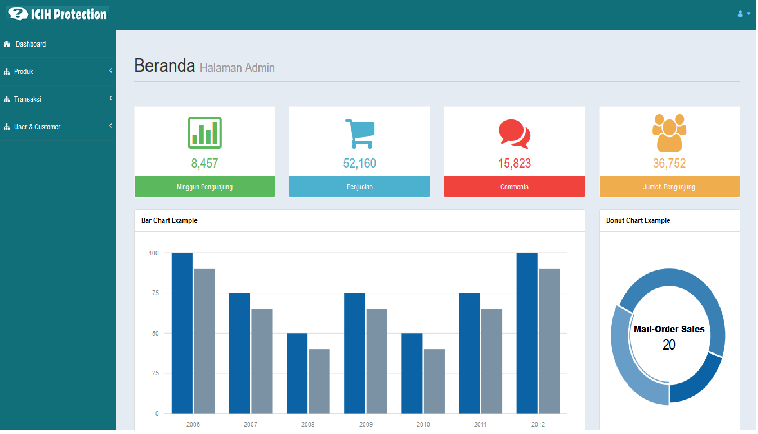 ICIH Protection
Dashboard
Produk
Transaksi
User & Customer
Beranda Halaman Admin
8,457
52,160
15,823
36,752
Minggun Pengunjung
Penjualan
Comments
Jumlah Pengunjung
Bar Chart Example
Donut Chart Example
100
75
50
25
0
2006 2007 2008 2009 2010 2011 2012
Mail-Order Sales
20